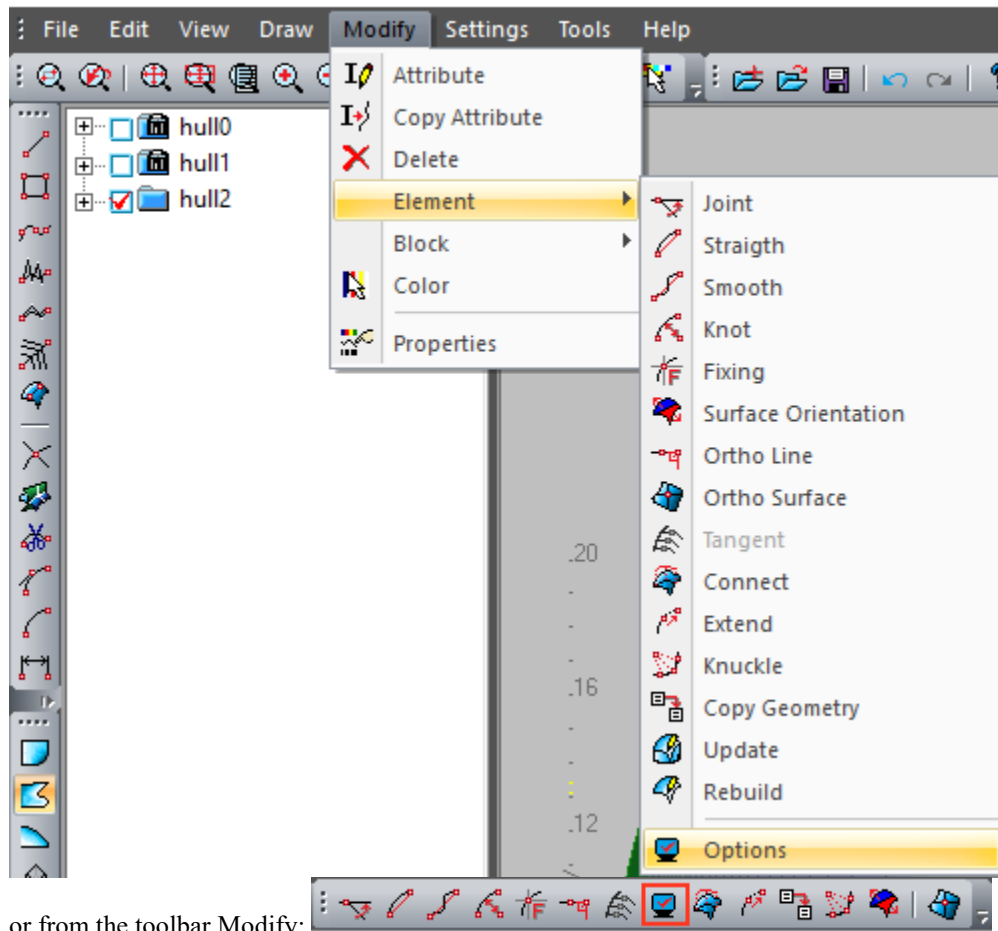 File Edit View Draw Modify Settings Tools Help
Attribute
hull0
Copy Attribute
hull1
Delete
hull2
Element
Joint
Block
Straigth
Color
Smooth
Knot
Properties
Fixing
Surface Orientation
Ortho Line
Ortho Surface
.20
Tangent
Connect
Extend
Knuckle
.16
Copy Geometry
Update
Rebuild
.12
Options
or from the toolbar Modify: